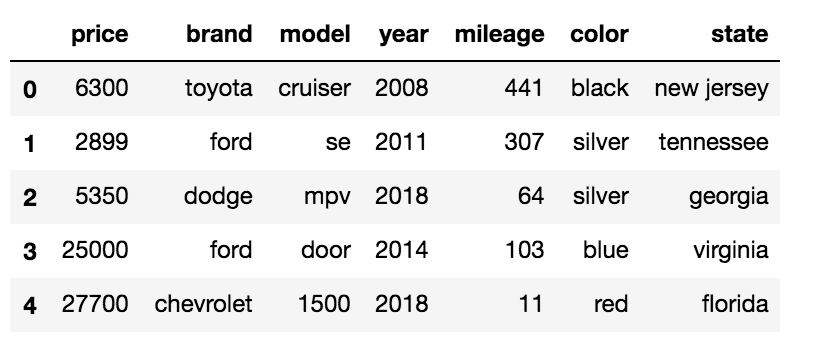 price brand model year mileage color state
0 6300 toyota cruiser 2008 441 black new jersey
1 2899 ford se 2011 307 silver tennessee
2 5350 dodge mpv 2018 64 silver georgia
3 25000 ford door 2014 103 blue virginia
4 27700 chevrolet 1500 2018 11 red florida